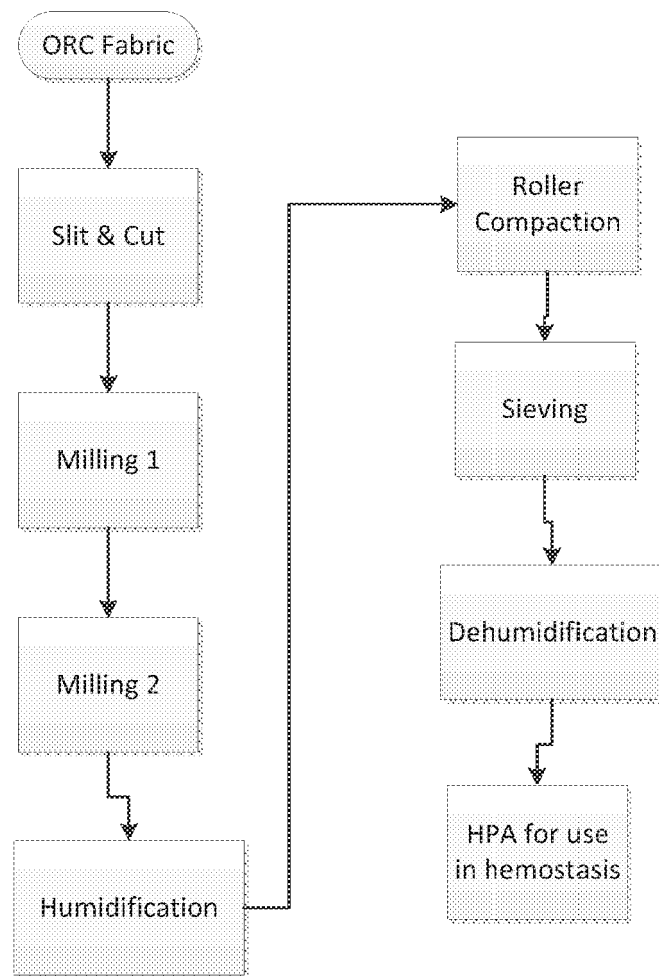 ORC Fabric
Slit & Cut
Milling 1
Milling 2
Humidification
Roller
Compaction
Sieving
Dehumidification
HPA for use
in hemostasis